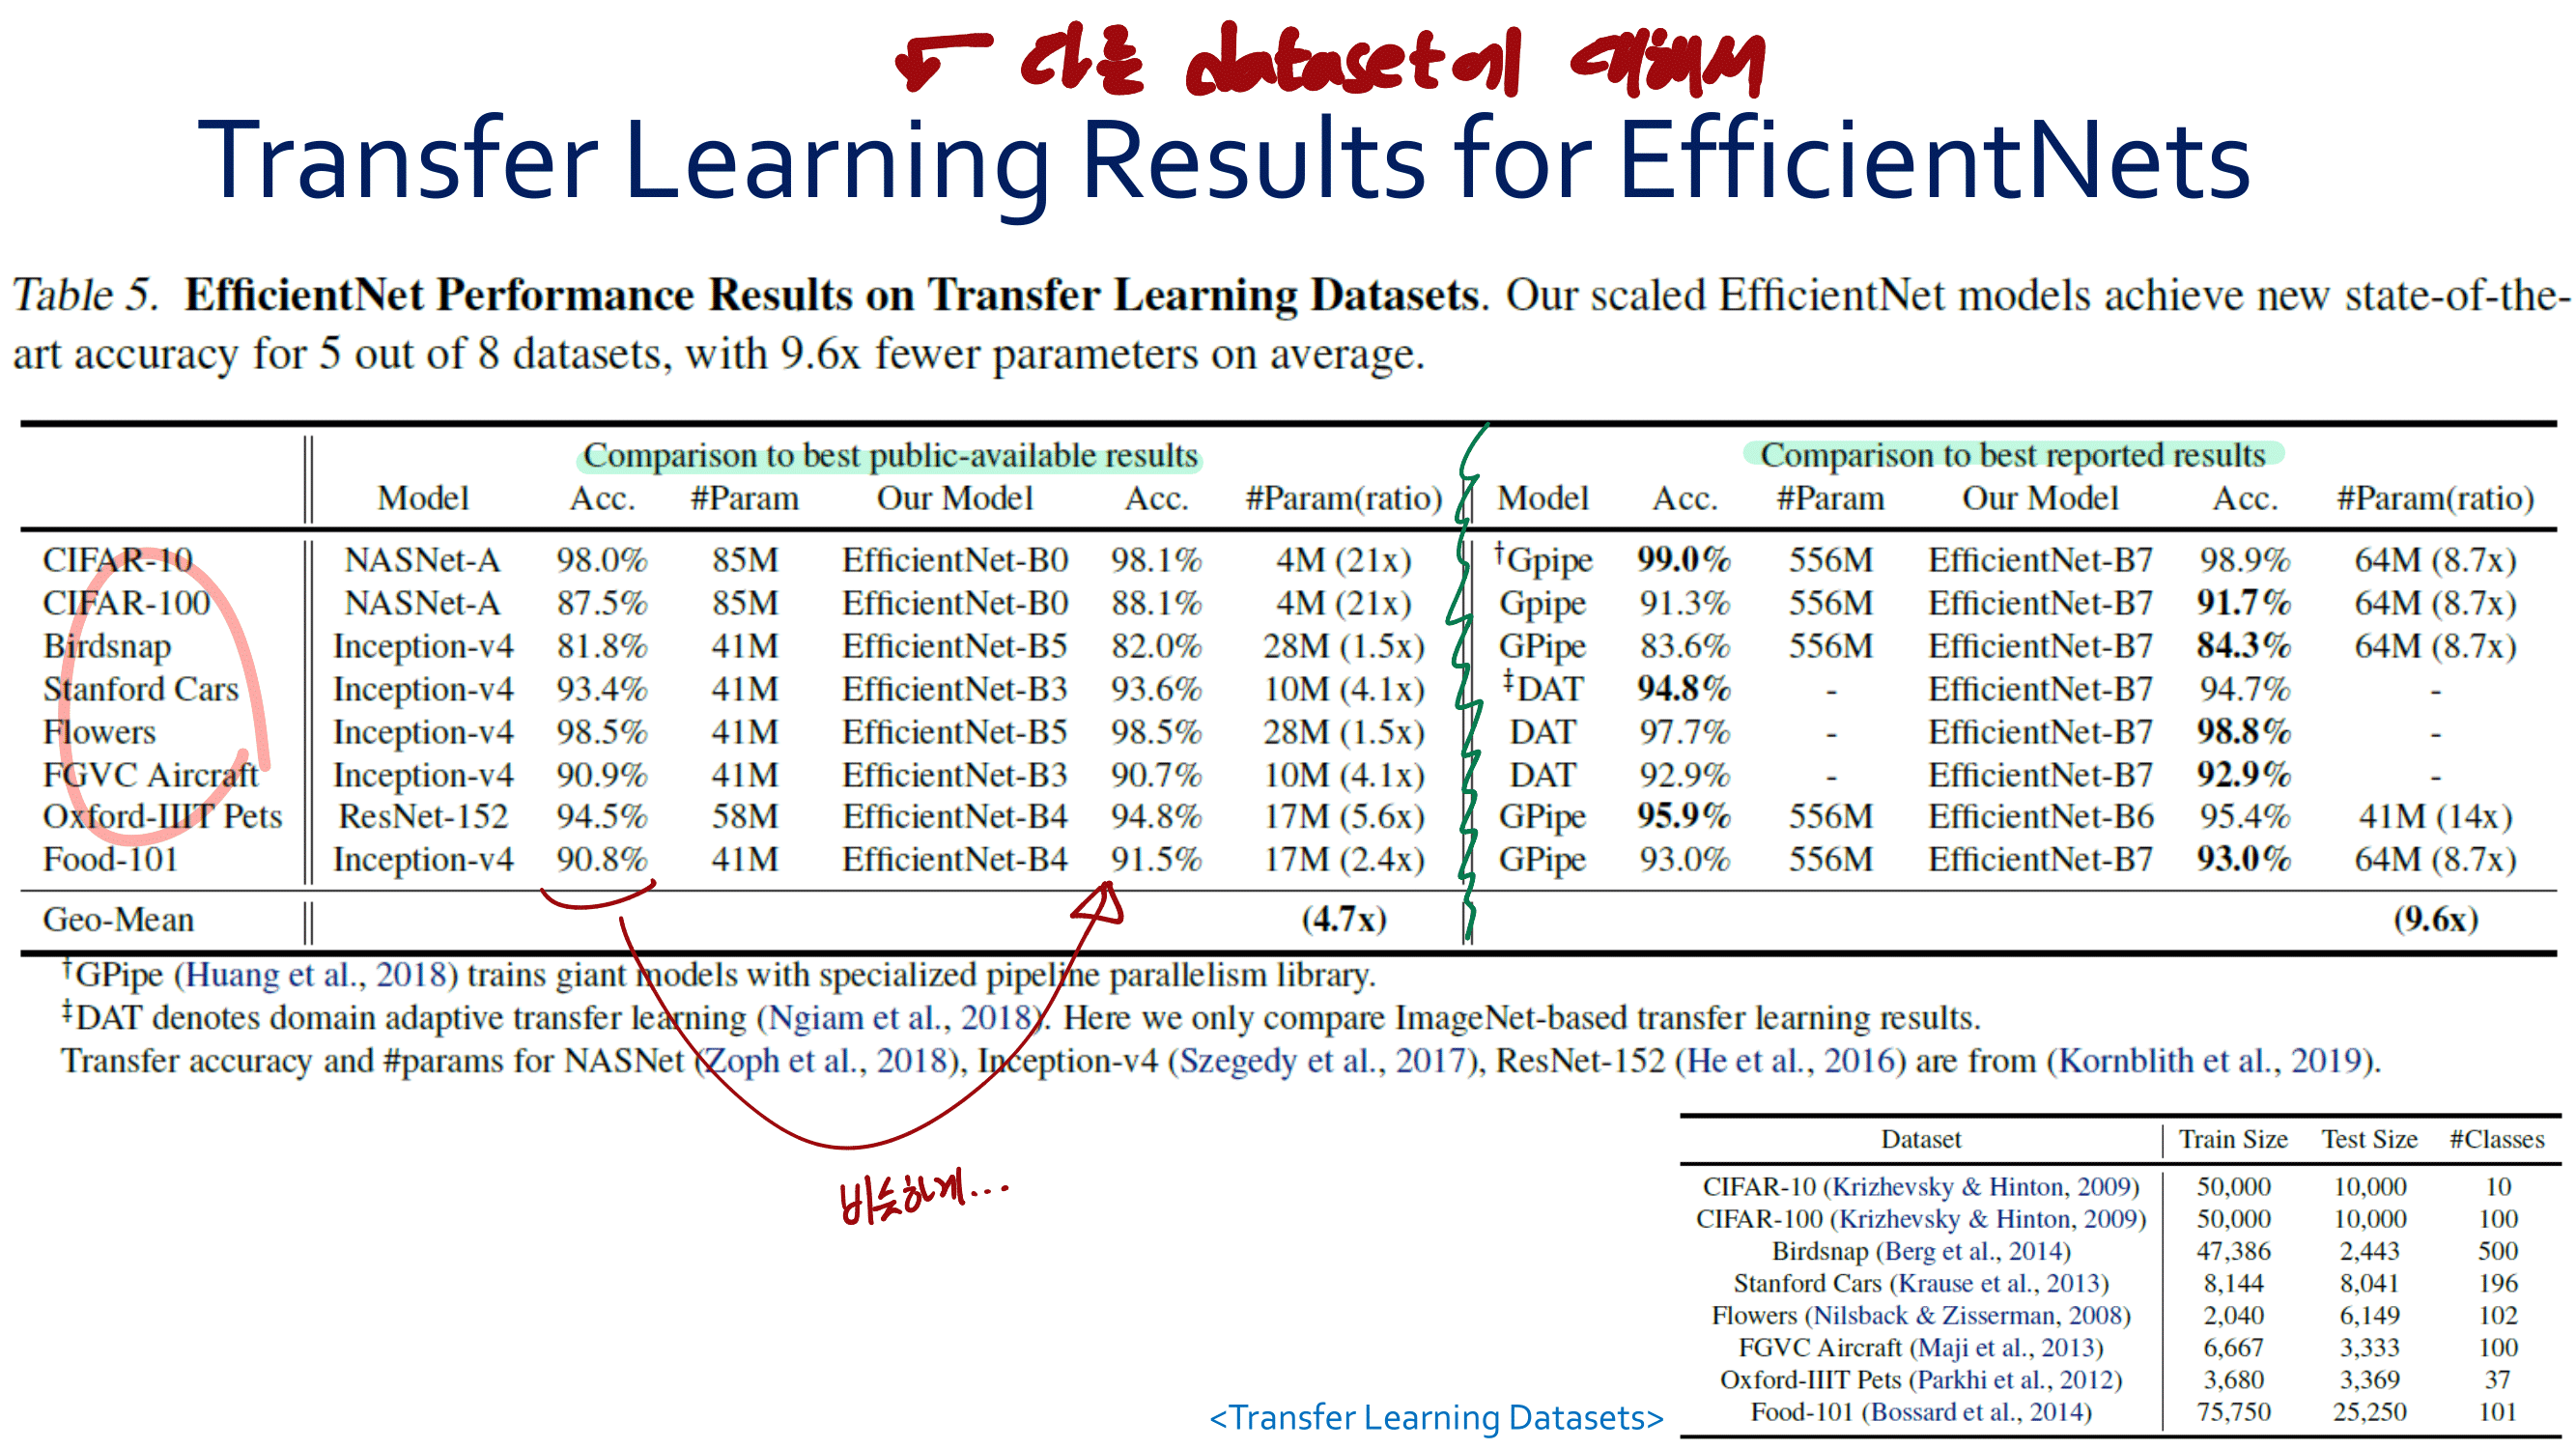 다른 dataset에 대해서
Transfer Learning Results for EfficientNets
Table 5. EfficientNet Performance Results on Transfer Learning Datasets. Our scaled EfficientNet models achieve new state-of-the-
art accuracy for 5 out of 8 datasets, with 9.6x fewer parameters on average.
Comparison to best public-available results Comparison to best reported results
Model Acc. #Param Our Model Acc. #Param(ratio) Model Acc. #Param Our Model Acc. #Param(ratio)
CIFAR-10 NASNet-A 98.0% 85M EfficientNet-B0 98.1% 4M (21x) †Gpipe 99.0% 556M EfficientNet-B7 98.9% 64M (8.7x)
CIFAR-100 NASNet-A 87.5% 85M EfficientNet-B0 88.1% 4M (21x) Gpipe 91.3% 556M EfficientNet-B7 91.7% 64M (8.7x)
Birdsnap Inception-v4 81.8% 41M EfficientNet-B5 82.0% 28M (1.5x) GPipe 83.6% 556M EfficientNet-B7 84.3% 64M (8.7x)
Stanford Cars Inception-v4 93.4% 41M EfficientNet-B3 93.6% 10M (4.1x) ‡DAT 94.8% - EfficientNet-B7 94.7% -
Flowers Inception-v4 98.5% 41M EfficientNet-B5 98.5% 28M (1.5x) DAT 97.7% - EfficientNet-B7 98.8% -
FGVC Aircraft Inception-v4 90.9% 41M EfficientNet-B3 90.7% 10M (4.1x) DAT 92.9% - EfficientNet-B7 92.9% -
Oxford-IIIT Pets ResNet-152 94.5% 58M EfficientNet-B4 94.8% 17M (5.6x) GPipe 95.9% 556M EfficientNet-B6 95.4% 41M (14x)
Food-101 Inception-v4 90.8% 41M EfficientNet-B4 91.5% 17M (2.4x) GPipe 93.0% 556M EfficientNet-B7 93.0% 64M (8.7x)
Geo-Mean (4.7x) (9.6x)
†GPipe (Huang et al., 2018) trains giant models with specialized pipeline parallelism library.
‡DAT denotes domain adaptive transfer learning (Ngiam et al., 2018). Here we only compare ImageNet-based transfer learning results.
Transfer accuracy and #params for NASNet (Zoph et al., 2018), Inception-v4 (Szegedy et al., 2017), ResNet-152 (He et al., 2016) are from (Kornblith et al., 2019).
비슷하게...
Dataset Train Size Test Size #Classes
CIFAR-10 (Krizhevsky & Hinton, 2009) 50,000 10,000 10
CIFAR-100 (Krizhevsky & Hinton, 2009) 50,000 10,000 100
Birdsnap (Berg et al., 2014) 47,386 2,443 500
Stanford Cars (Krause et al., 2013) 8,144 8,041 196
Flowers (Nilsback & Zisserman, 2008) 2,040 6,149 102
FGVC Aircraft (Maji et al., 2013) 6,667 3,333 100
Oxford-IIIT Pets (Parkhi et al., 2012) 3,680 3,369 37
Food-101 (Bossard et al., 2014) 75,750 25,250 101
<Transfer Learning Datasets>